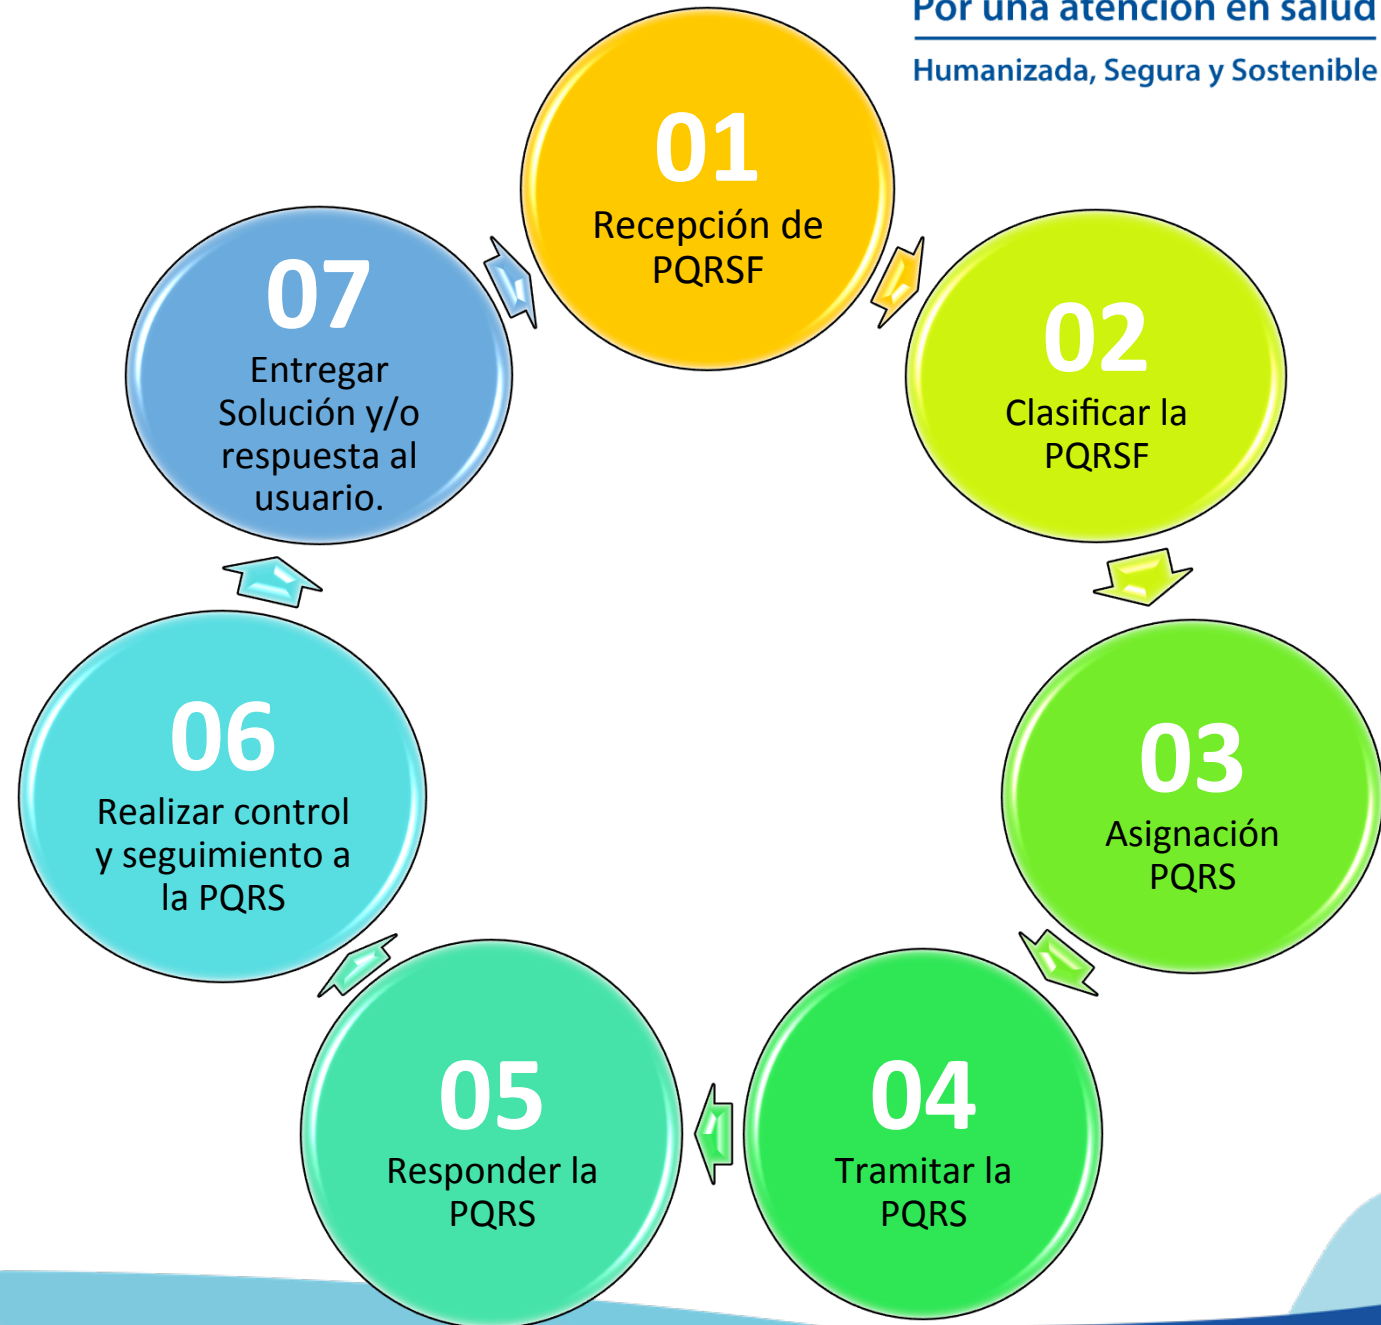 Por una atención en salud
Humanizada, Segura y Sostenible
01
Recepción de
PQRSF
02
Clasificar la
PQRSF
03
Asignación
PQRS
04
Tramitar la
PQRS
05
Responder la
PQRS
06
Realizar control
y seguimiento a
la PQRS
07
Entregar
Solución y/o
respuesta al
usuario.